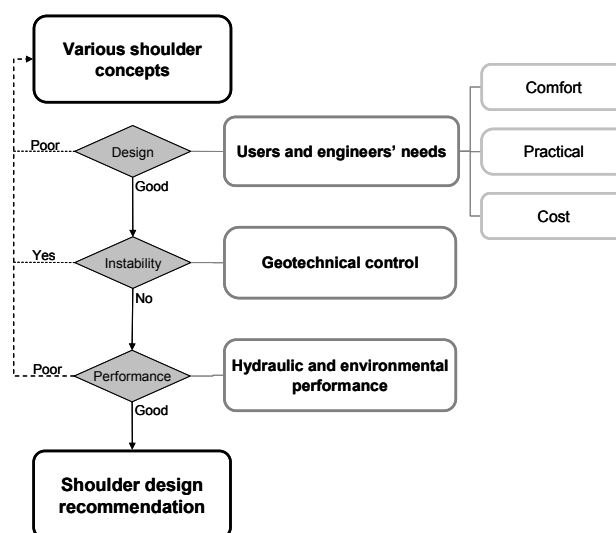 Various shoulder
concepts
Comfort
Poor
Design
Users and engineers’ needs
Practical
Good
Cost
Yes
Instability
Geotechnical control
No
Poor
Performance
Hydraulic and environmental
performance
Good
Shoulder design
recommendation